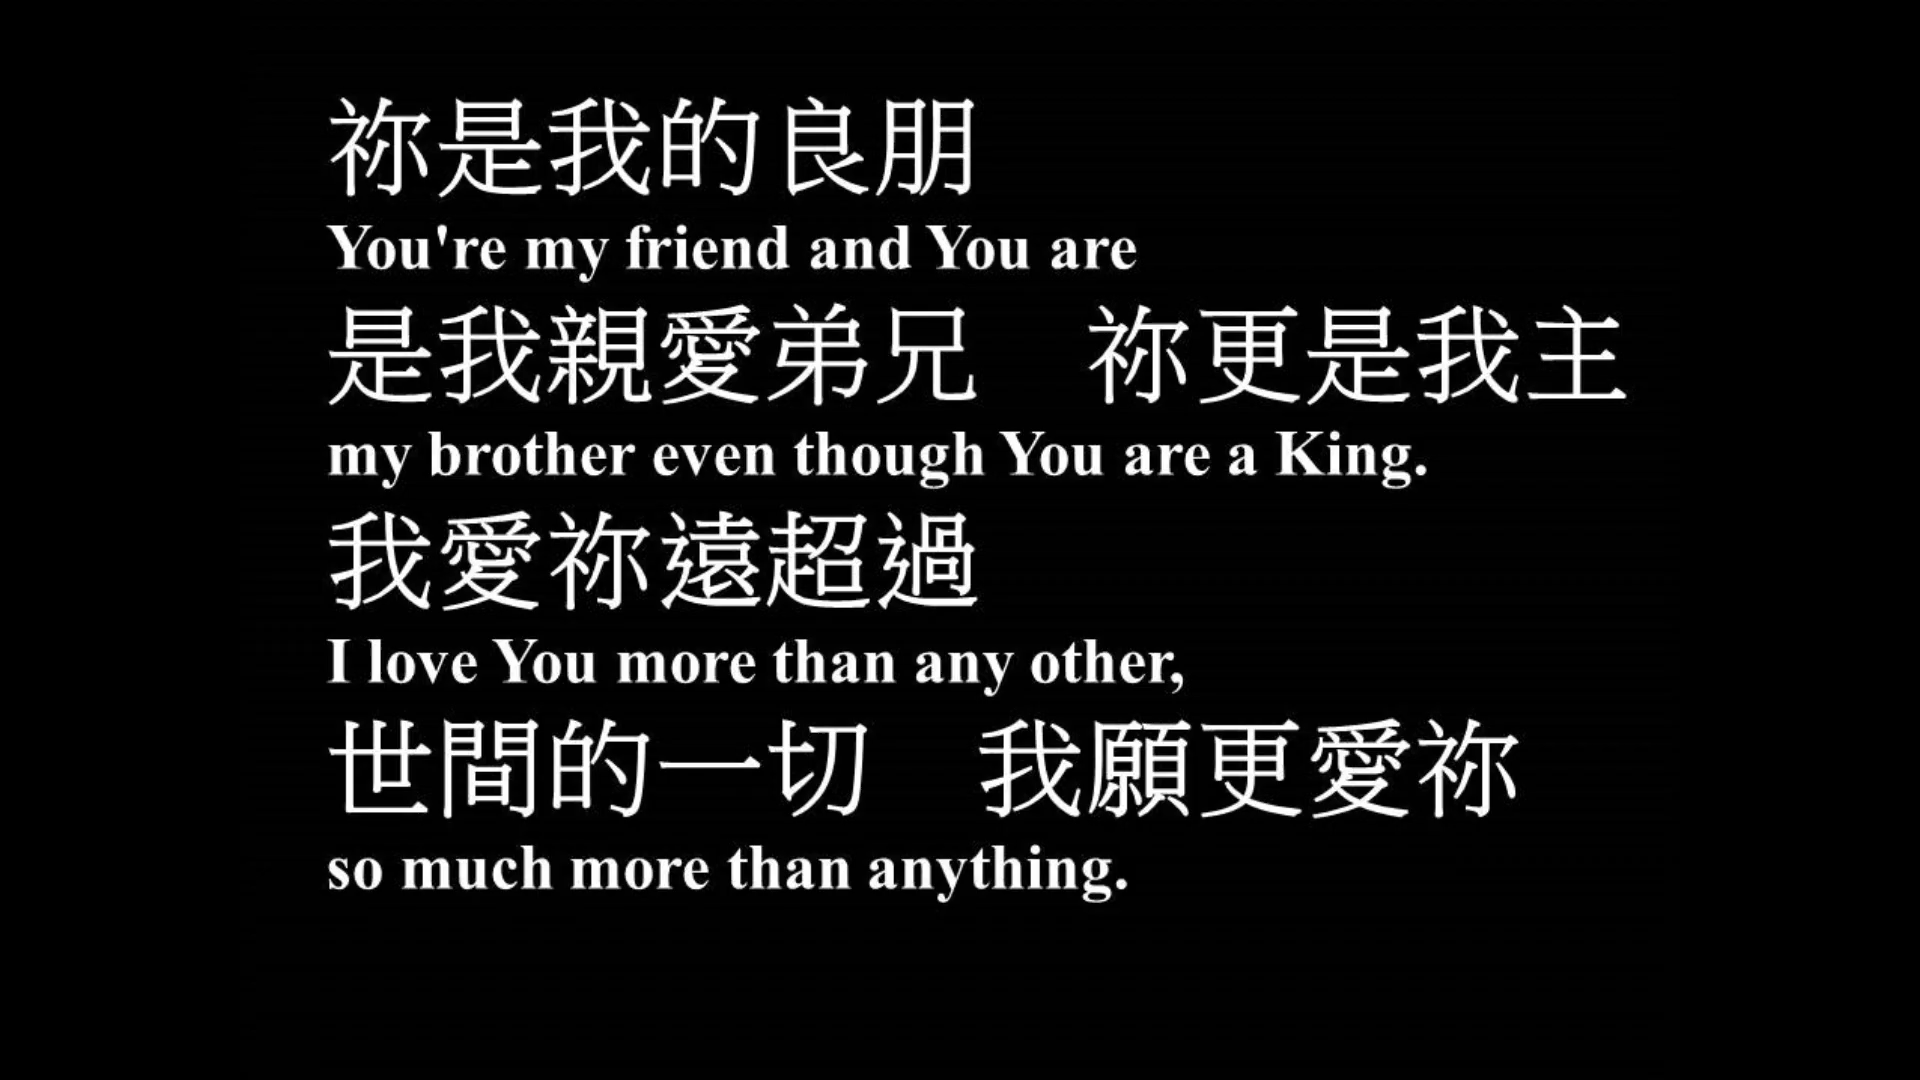 祢是我的良朋
You're my friend and You are
是我親愛弟兄　祢更是我主
my brother even though You are a King.
我愛祢遠超過
I love You more than any other,
世間的一切　我願更愛祢
so much more than anything.